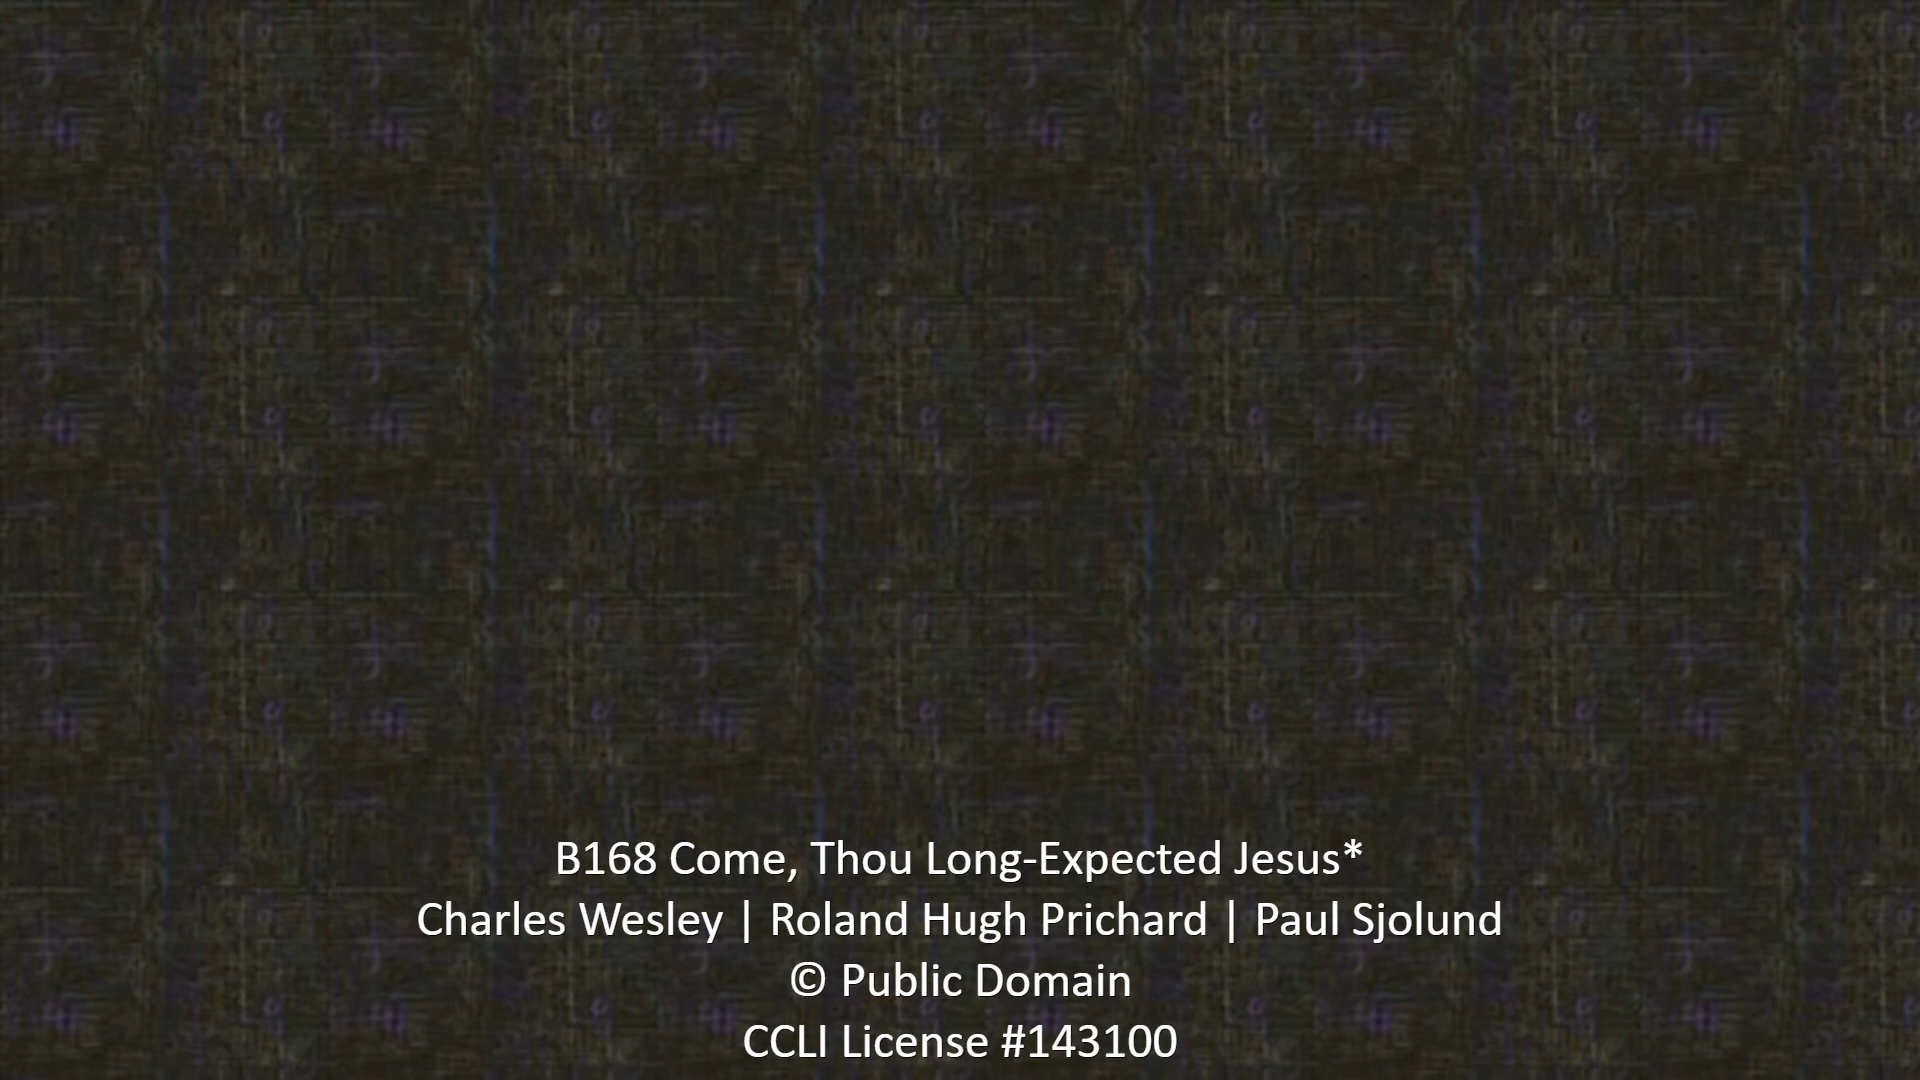 B168 Come, Thou Long-Expected Jesus*
Charles Wesley | Roland Hugh Prichard | Paul Sjolund
© Public Domain
CCLI License #143100